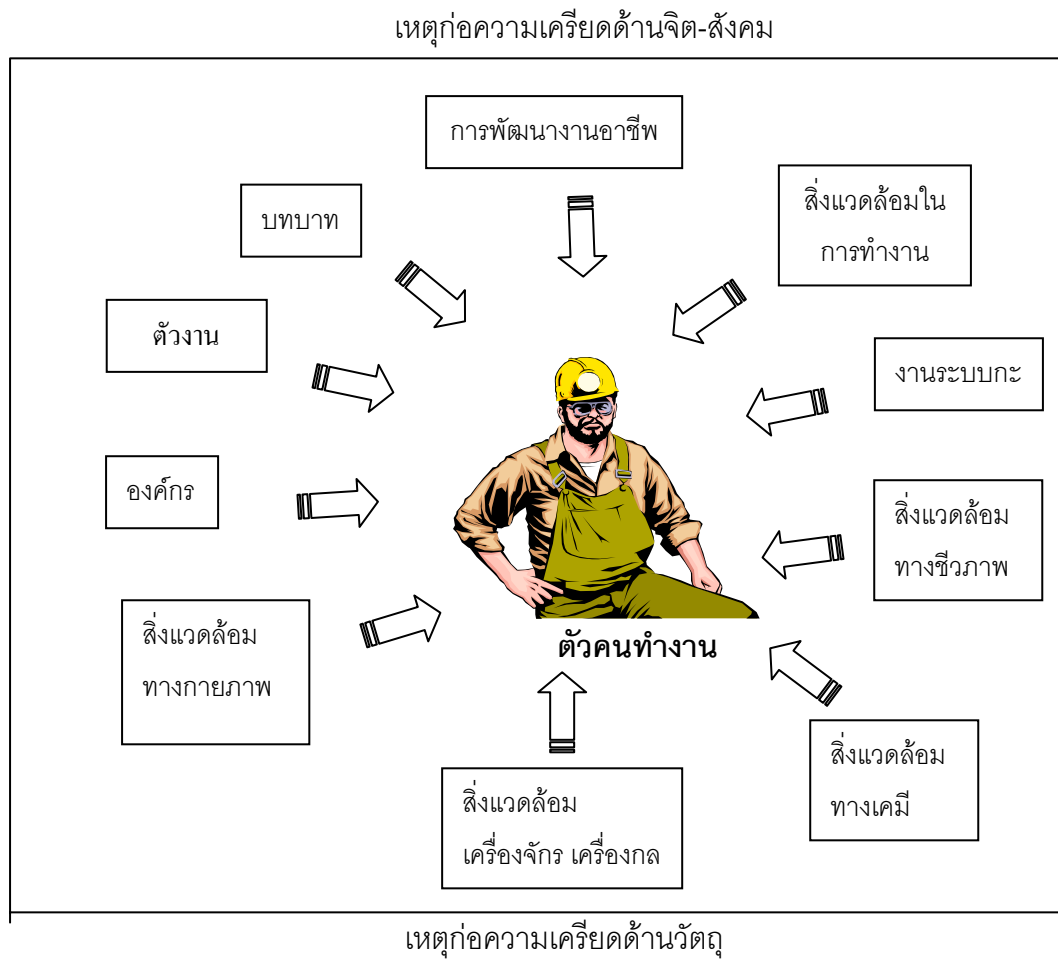 เหตุก่อความเครียดด้านจิต-สังคม
การพัฒนางานอาชีพ
บทบาท
สิ่งแวดล้อมใน
การทำงาน
ตัวงาน
งานระบบกะ
องค์กร
สิ่งแวดล้อม
ทางชีวภาพ
สิ่งแวดล้อม
ทางกายภาพ
ตัวคนทำงาน
สิ่งแวดล้อม
ทางเคมี
สิ่งแวดล้อม
เครื่องจักร เครื่องกล
เหตุก่อความเครียดด้านวัตถุ